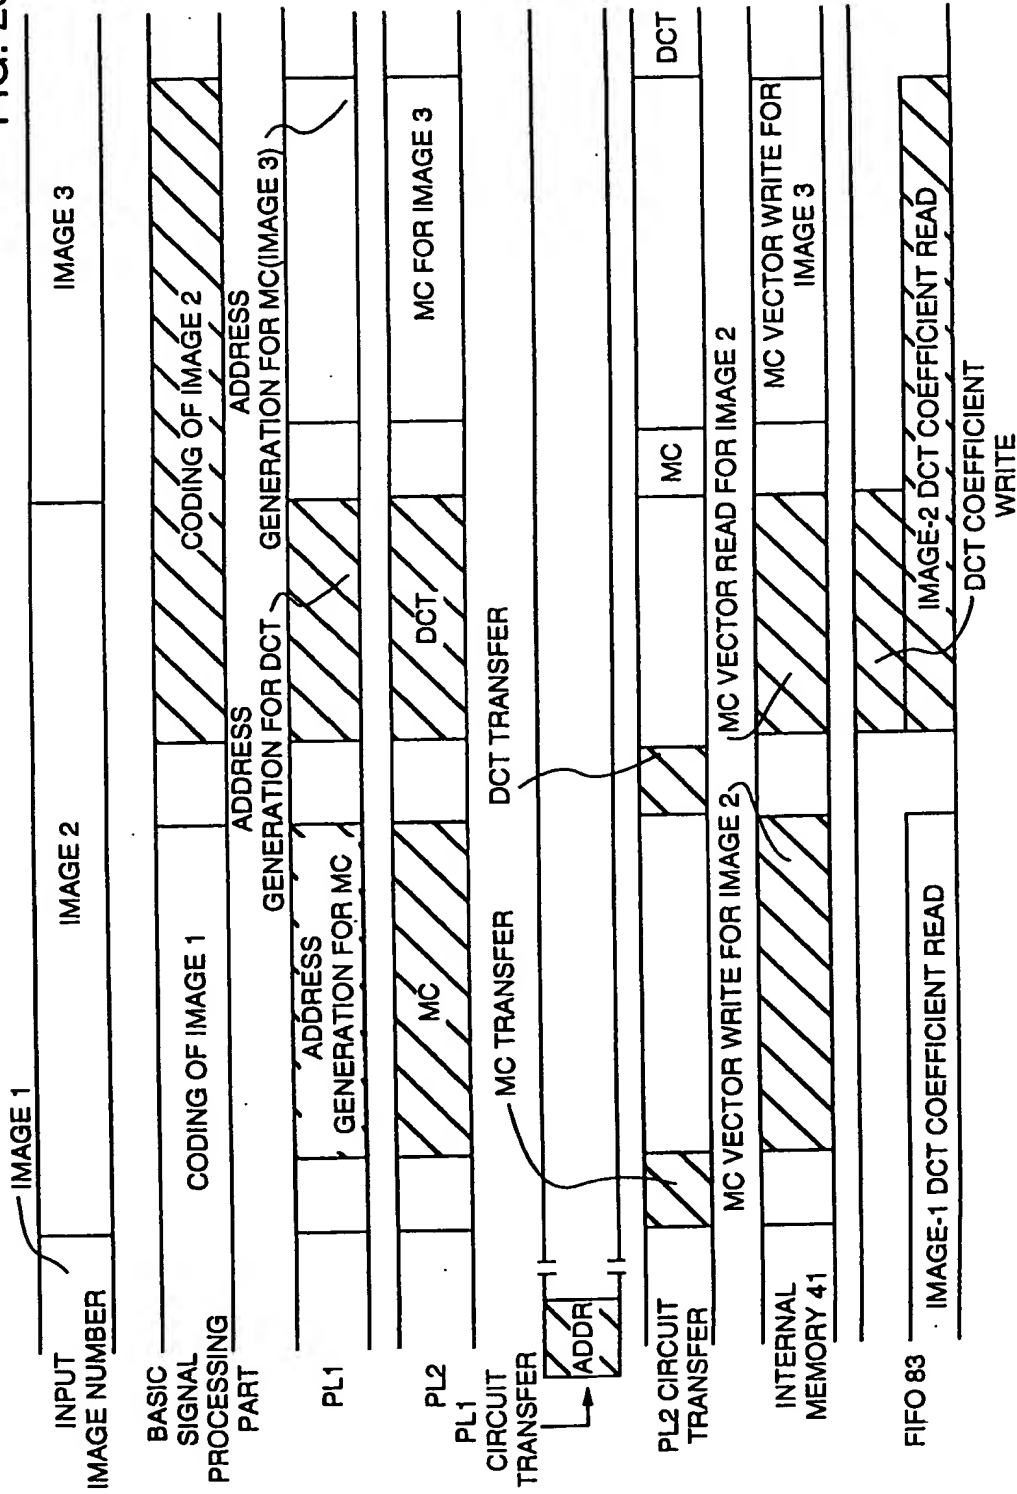 IMAGE 1
INPUT
IMAGE NUMBER
IMAGE 2
IMAGE 3
BASIC
SIGNAL
PROCESSING
PART
CODING OF IMAGE 1
CODING OF IMAGE 2
ADDRESS
GENERATION FOR DCT
ADDRESS
GENERATION FOR MC(IMAGE 3)
PL1
ADDRESS
GENERATION FOR MC
PL2
MC
DCT
MC FOR IMAGE 3
PL1
CIRCUIT
TRANSFER
ADDR
MC TRANSFER
DCT TRANSFER
PL2 CIRCUIT
TRANSFER
MC
DCT
MC VECTOR WRITE FOR IMAGE 2
MC VECTOR READ FOR IMAGE 2
INTERNAL
MEMORY 41
MC VECTOR WRITE FOR
IMAGE 3
FIFO 83
IMAGE-1 DCT COEFFICIENT READ
IMAGE-2 DCT COEFFICIENT READ
DCT COEFFICIENT
WRITE